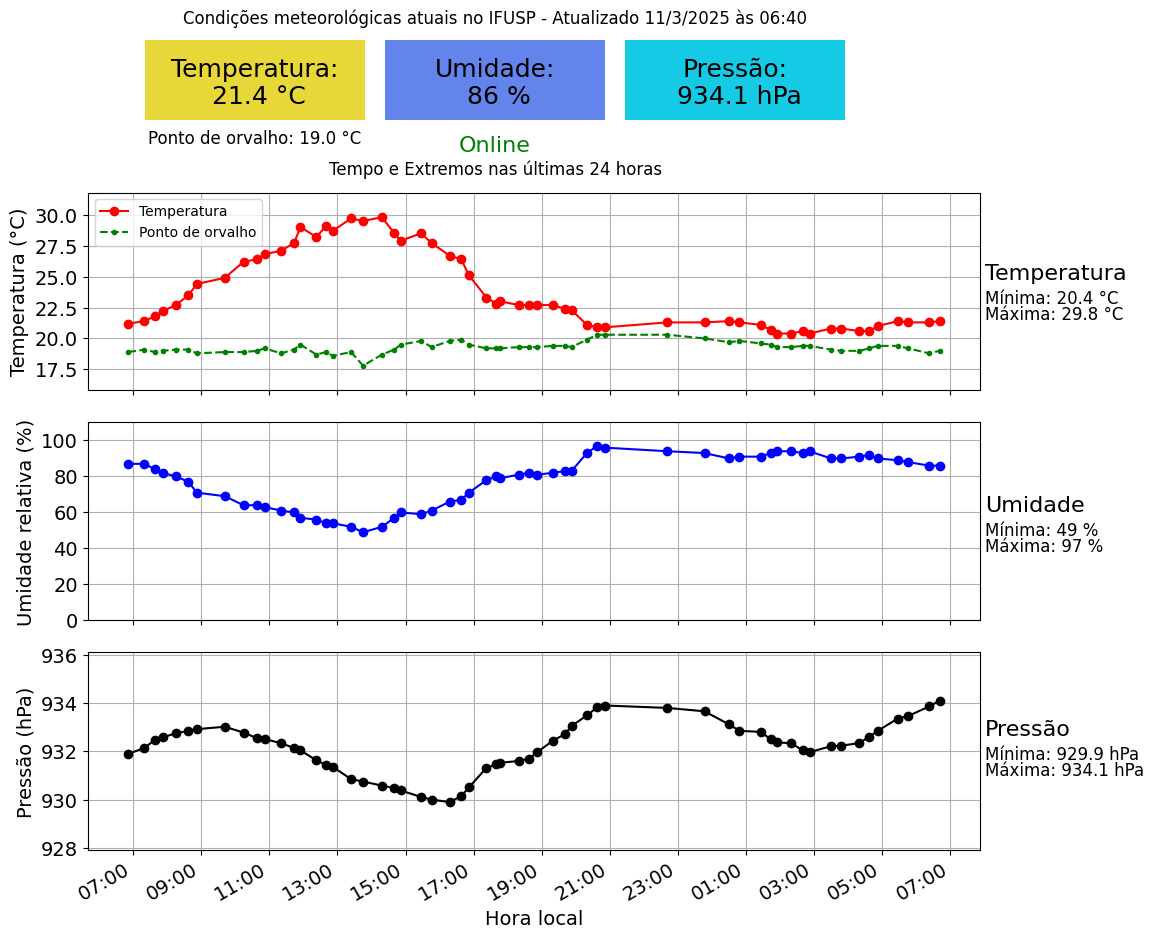 Condições meteorológicas atuais no IFUSP - Atualizado 11/3/2025 às 06:40
Temperatura:
21.4 °C
Umidade:
86 %
Pressão:
934.1 hPa
Ponto de orvalho: 19.0 °C
Online
Tempo e Extremos nas últimas 24 horas
Temperatura (°C)
30.0
27.5
25.0
22.5
20.0
17.5
Temperatura
Ponto de orvalho
Temperatura
Mínima: 20.4 °C
Máxima: 29.8 °C
Umidade relativa (%)
100
80
60
40
20
0
Umidade
Mínima: 49 %
Máxima: 97 %
Pressão (hPa)
936
934
932
930
928
Pressão
Mínima: 929.9 hPa
Máxima: 934.1 hPa
07:00 09:00 11:00 13:00 15:00 17:00 19:00 21:00 23:00 01:00 03:00 05:00 07:00
Hora local